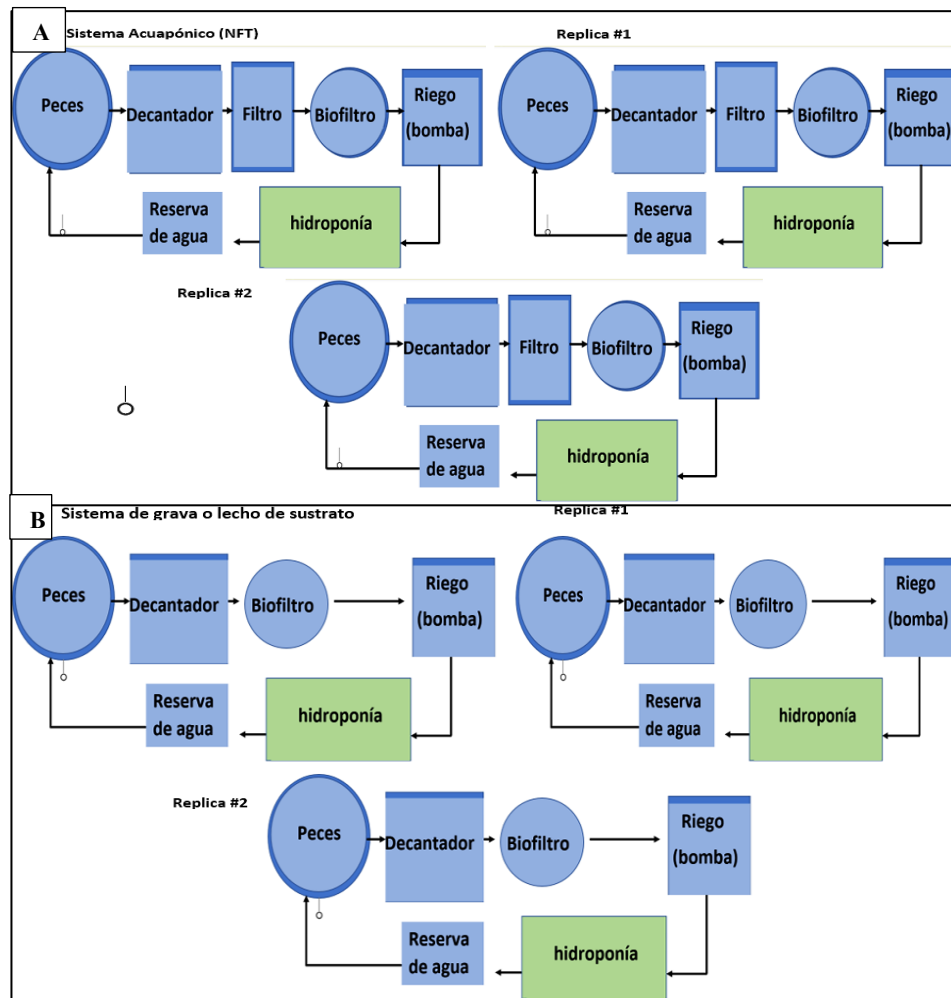 A
Sistema Acuapónico (NFT)
Peces
Decantador
Filtro
Biofiltro
Riego
(bomba)
Reserva
de agua
hidroponía
Replica #1
Peces
Decantador
Filtro
Biofiltro
Riego
(bomba)
Reserva
de agua
hidroponía
Replica #2
Peces
Decantador
Filtro
Biofiltro
Riego
(bomba)
Reserva
de agua
hidroponía
B
Sistema de grava o lecho de sustrato
Peces
Decantador
Biofiltro
Riego
(bomba)
Reserva
de agua
hidroponía
Replica #1
Peces
Decantador
Biofiltro
Riego
(bomba)
Reserva
de agua
hidroponía
Replica #2
Peces
Decantador
Biofiltro
Riego
(bomba)
Reserva
de agua
hidroponía